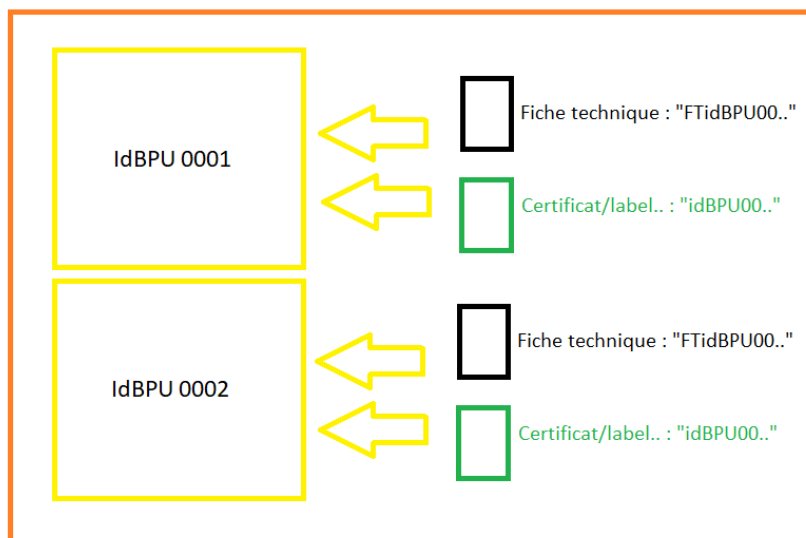 IdBPU 0001
Fiche technique : "FTidBPU00.."
Certificat/label.. : "idBPU00.."
IdBPU 0002
Fiche technique : "FTidBPU00.."
Certificat/label.. : "idBPU00.."